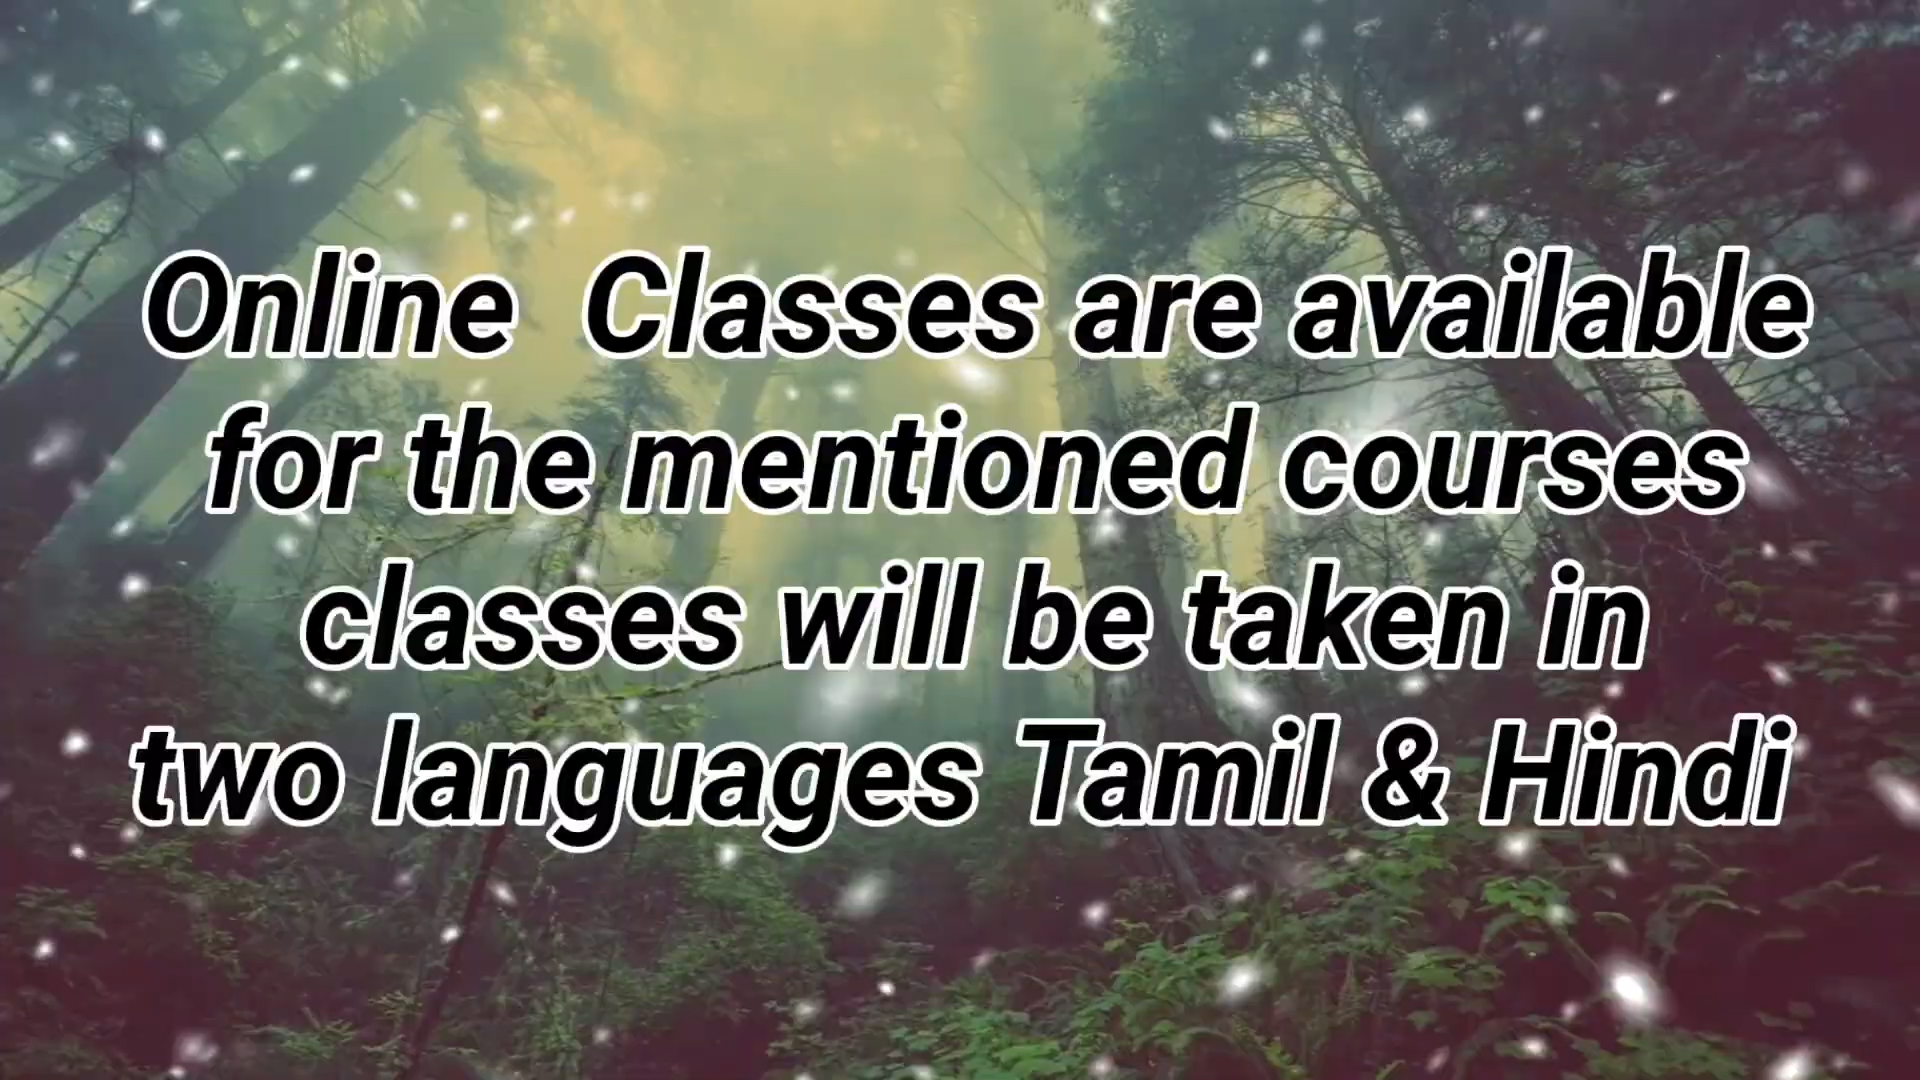 Online  Classes are available
for the mentioned courses
classes will be taken in
two languages Tamil & Hindi